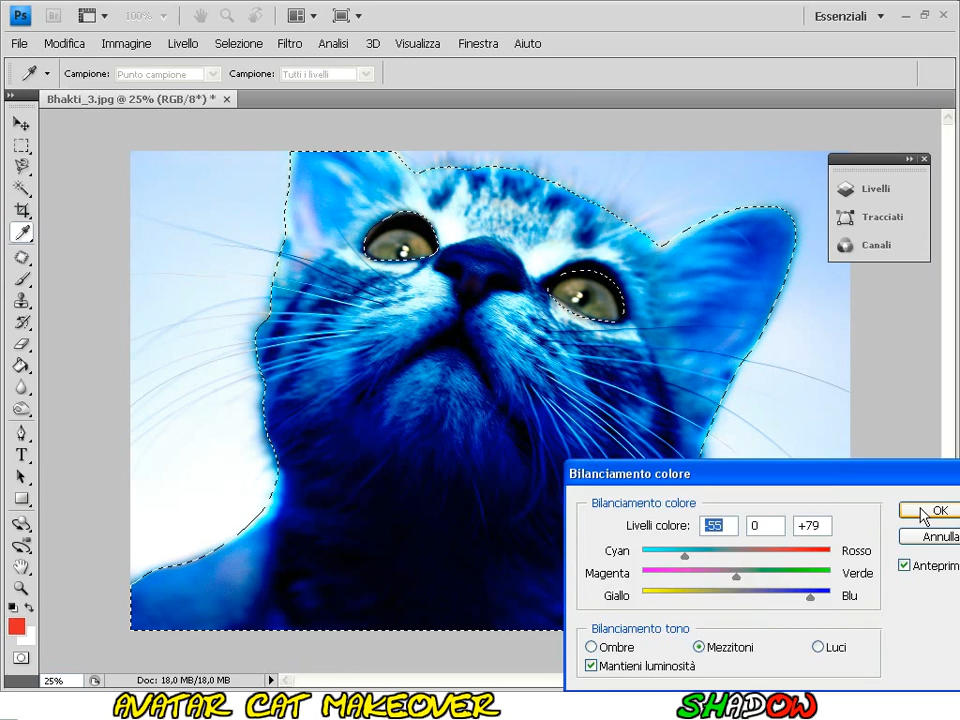 Ps Br 100% Essenziali
File Modifica Immagine Livello Selezione Filtro Analisi 3D Visualizza Finestra Aiuto
Campione: Punto campione Campione: Tutti i livelli
Bhakti_3.jpg @ 25% (RGB/8*) *
Livelli
Tracciati
Canali
T
Bilanciamento colore
Bilanciamento colore
Livelli colore: -55 0 +79
OK
Annulla
Cyan Rosso
Anteprim
Magenta Verde
Giallo Blu
Bilanciamento tono
Ombre Mezzitoni Luci
Mantieni luminosità
25% Doc: 18,0 MB/18,0 MB
AVATAR CAT MAKEOVER SHADOW